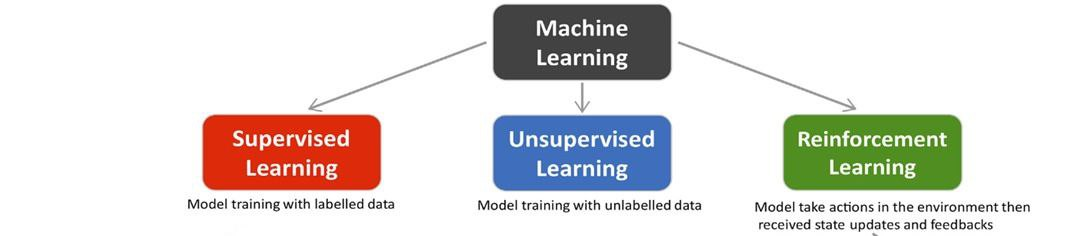 Machine
Learning
Supervised
Learning
Unsupervised
Learning
Reinforcement
Learning
Model training with labelled data
Model training with unlabelled data
Model take actions in the environment then
received state updates and feedbacks